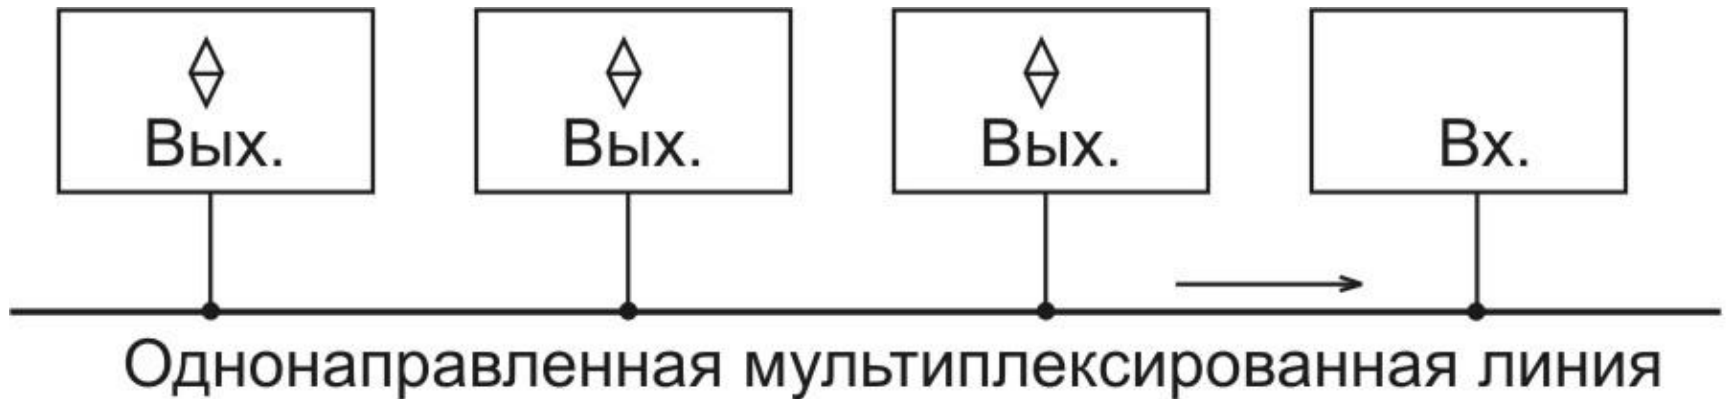 Вых. Вых. Вых. Вх.
Однонаправленная мультиплексированная линия